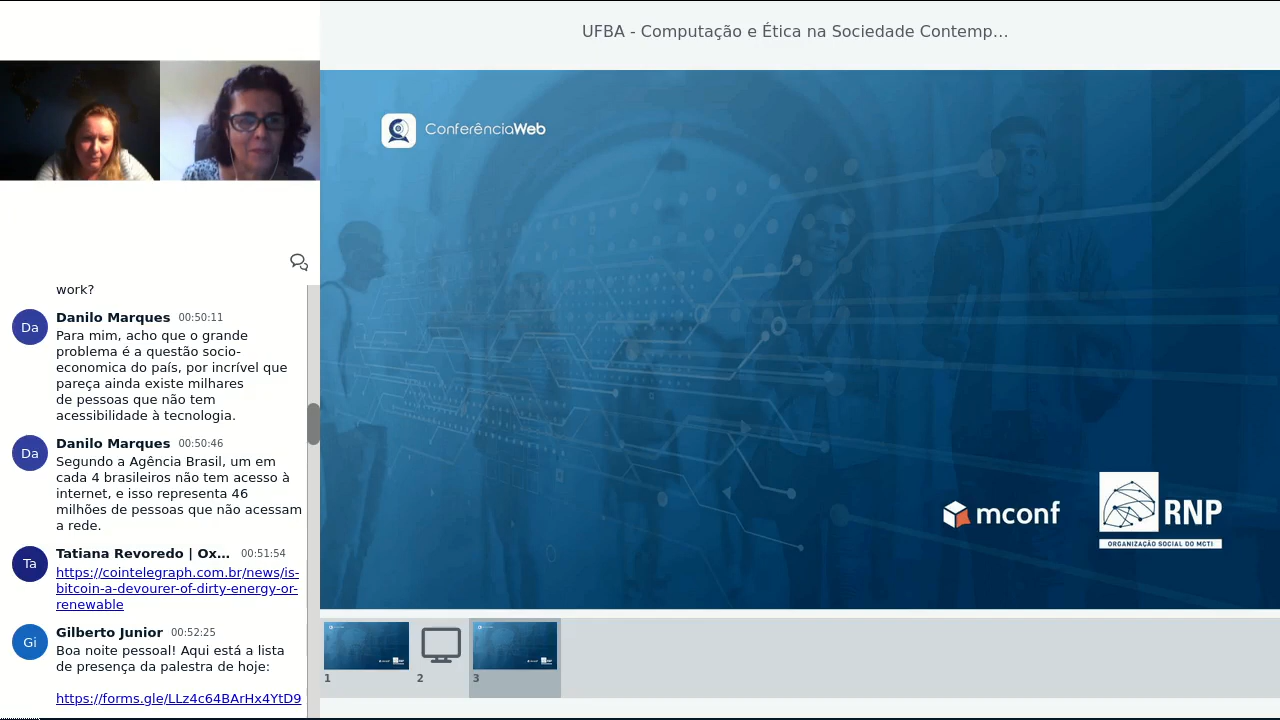 UFBA - Computação e Ética na Sociedade Contemp...
ConferênciaWeb
work?
Da
Danilo Marques 00:50:11
Para mim, acho que o grande
problema é a questão socio-
economica do país, por incrível que
pareça ainda existe milhares
de pessoas que não tem
acessibilidade à tecnologia.
Da
Danilo Marques 00:50:46
Segundo a Agência Brasil, um em
cada 4 brasileiros não tem acesso à
internet, e isso representa 46
milhões de pessoas que não acessam
a rede.
Ta
Tatiana Revoredo | Ox... 00:51:54
https://cointelegraph.com.br/news/is-
bitcoin-a-devourer-of-dirty-energy-or-
renewable
Gi
Gilberto Junior 00:52:25
Boa noite pessoal! Aqui está a lista
de presença da palestra de hoje:
https://forms.gle/LLz4c64BArHx4YtD9
mconf
RNP
ORGANIZAÇÃO SOCIAL DO MCTI
1
2
3